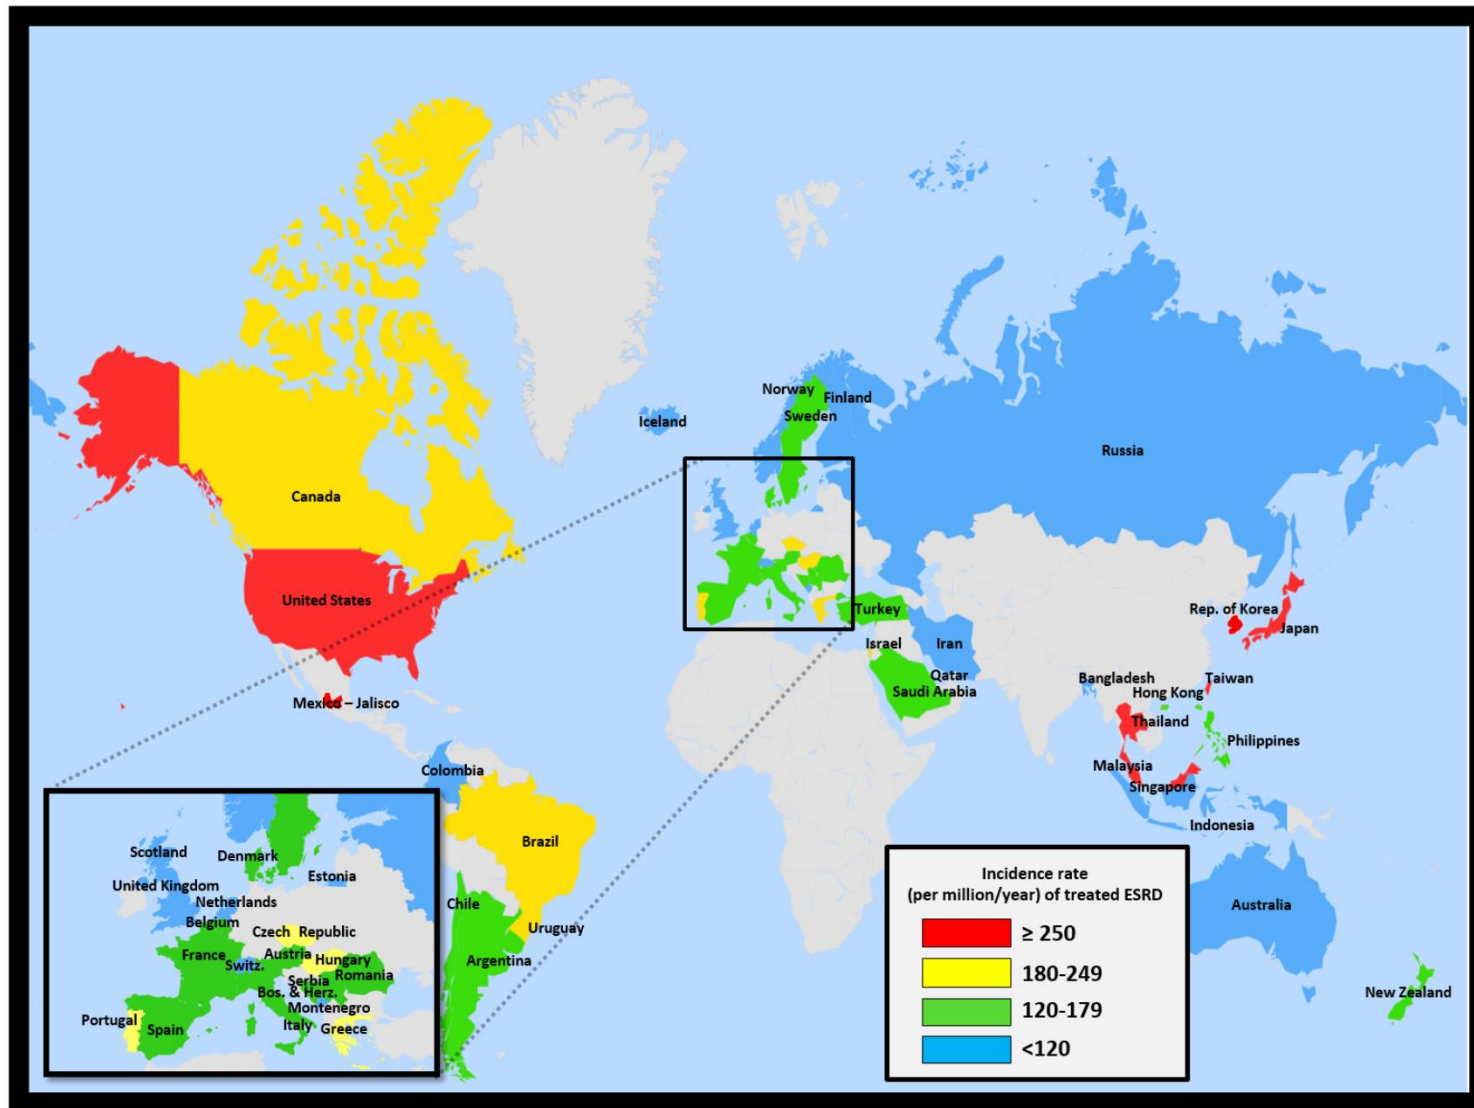 Norway
Finland
Sweden
Iceland
Russia
Canada
United States
Mexico – Jalisco
Turkey
Israel
Iran
Qatar
Saudi Arabia
Rep. of Korea
Japan
Bangladesh
Taiwan
Hong Kong
Thailand
Philippines
Malaysia
Singapore
Indonesia
Colombia
Brazil
Chile
Uruguay
Argentina
Australia
New Zealand
Scotland
Denmark
Estonia
United Kingdom
Netherlands
Belgium
Czech Republic
France
Austria
Switz.
Hungary
Serbia
Romania
Bos. & Herz.
Montenegro
Portugal
Spain
Italy
Greece
Incidence rate
(per million/year) of treated ESRD
≥ 250
180-249
120-179
<120